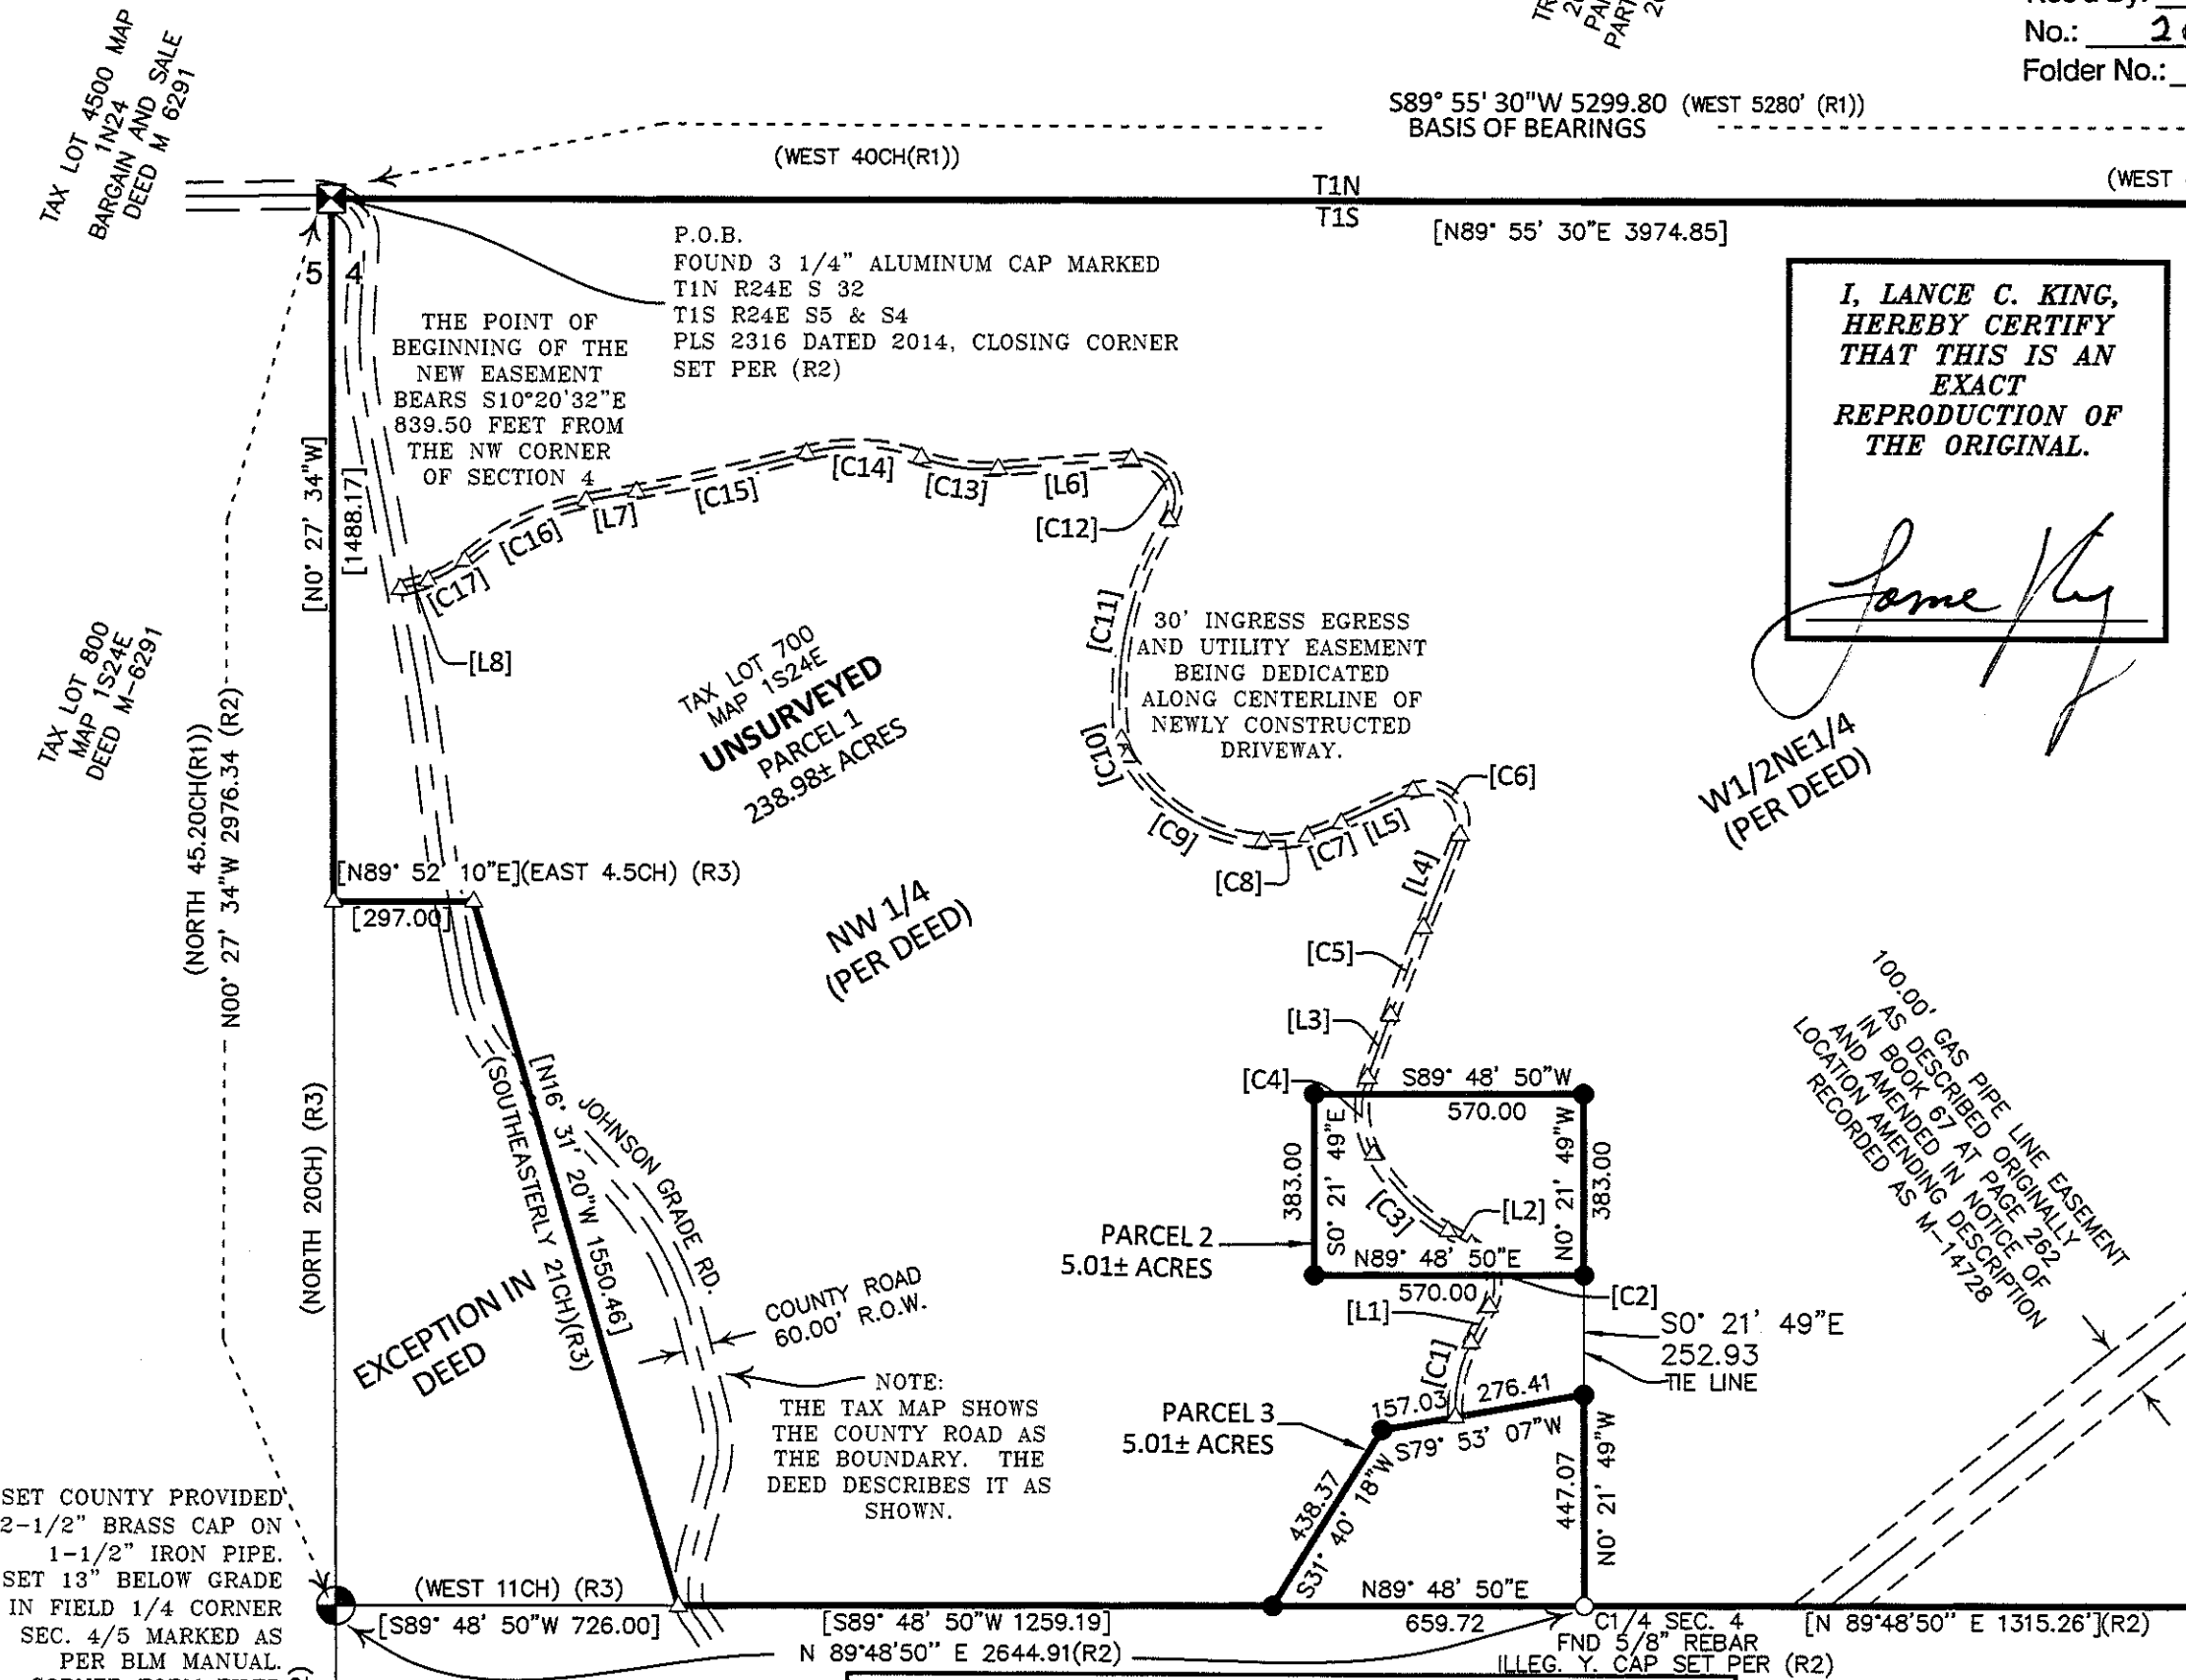 TAX LOT 4500 MAP
1N24
BARGAIN AND SALE
DEED M 6291
No.:
Folder No.:
S89° 55' 30"W 5299.80 (WEST 5280' (R1))
BASIS OF BEARINGS
(WEST 40CH(R1))
T1N
T1S
(WEST
[N89° 55' 30"E 3974.85]
5 4
P.O.B.
FOUND 3 1/4" ALUMINUM CAP MARKED
T1N R24E S 32
T1S R24E S5 & S4
PLS 2316 DATED 2014, CLOSING CORNER
SET PER (R2)
THE POINT OF
BEGINNING OF THE
NEW EASEMENT
BEARS S10°20'32"E
839.50 FEET FROM
THE NW CORNER
OF SECTION 4
I, LANCE C. KING,
HEREBY CERTIFY
THAT THIS IS AN
EXACT
REPRODUCTION OF
THE ORIGINAL.
[N0° 27' 34"W]
[1488.17]
[C17]
[L8]
[C16]
[L7]
[C15]
[C14]
[C13]
[L6]
[C12]
[C11]
[C10]
[C9]
[C8]
[C7]
[L5]
[C6]
[L4]
[C5]
[L3]
[C4]
30' INGRESS EGRESS
AND UTILITY EASEMENT
BEING DEDICATED
ALONG CENTERLINE OF
NEWLY CONSTRUCTED
DRIVEWAY.
TAX LOT 700
MAP 1S24E
UNSURVEYED
PARCEL 1
238.98± ACRES
TAX LOT 800
MAP 1S24E
DEED M-6291
(NORTH 45.20CH(R1))
N00° 27' 34"W 2976.34 (R2)
W1/2NE1/4
(PER DEED)
[N89° 52' 10"E](EAST 4.5CH) (R3)
[297.00]
NW 1/4
(PER DEED)
100.00' GAS PIPE LINE EASEMENT
AS DESCRIBED ORIGINALLY
IN BOOK 67 AT PAGE 262
AND AMENDED IN NOTICE OF
LOCATION AMENDING DESCRIPTION
RECORDED AS M-14728
(NORTH 20CH) (R3)
[N16° 31' 20"W 1550.46]
(SOUTHEASTERLY 21CH)(R3)
JOHNSON GRADE RD.
COUNTY ROAD
60.00' R.O.W.
EXCEPTION IN
DEED
NOTE:
THE TAX MAP SHOWS
THE COUNTY ROAD AS
THE BOUNDARY. THE
DEED DESCRIBES IT AS
SHOWN.
S89° 48' 50"W
570.00
383.00
S0° 21' 49"E
N0° 21' 49"W
383.00
[C3]
[L2]
PARCEL 2
5.01± ACRES
N89° 48' 50"E
570.00
[C2]
[L1]
[C1]
S0° 21' 49"E
252.93
TIE LINE
PARCEL 3
5.01± ACRES
157.03
276.41
S79° 53' 07"W
438.37
S31° 40' 18"W
447.07
N0° 21' 49"W
SET COUNTY PROVIDED
2-1/2" BRASS CAP ON
1-1/2" IRON PIPE.
SET 13" BELOW GRADE
IN FIELD 1/4 CORNER
SEC. 4/5 MARKED AS
PER BLM MANUAL.
(WEST 11CH) (R3)
[S89° 48' 50"W 726.00]
[S89° 48' 50"W 1259.19]
N 89°48'50" E 2644.91(R2)
N89° 48' 50"E
659.72
C1/4 SEC. 4
FND 5/8" REBAR
ILLEG. Y. CAP SET PER (R2)
[N 89°48'50" E 1315.26'](R2)